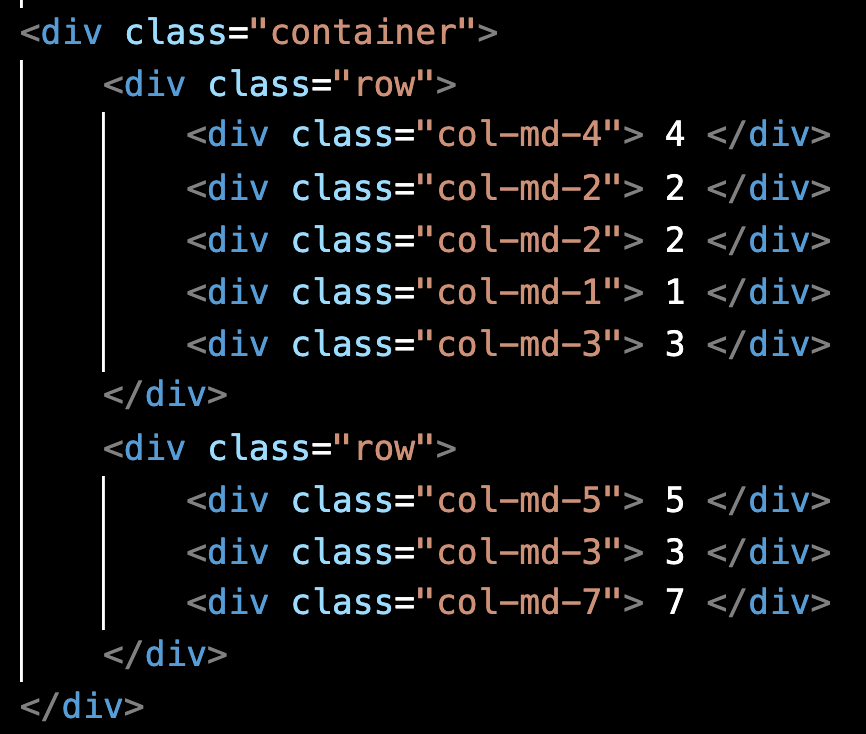 <div class="container">
    <div class="row">
        <div class="col-md-4"> 4 </div>
        <div class="col-md-2"> 2 </div>
        <div class="col-md-2"> 2 </div>
        <div class="col-md-1"> 1 </div>
        <div class="col-md-3"> 3 </div>
    </div>
    <div class="row">
        <div class="col-md-5"> 5 </div>
        <div class="col-md-3"> 3 </div>
        <div class="col-md-7"> 7 </div>
    </div>
</div>